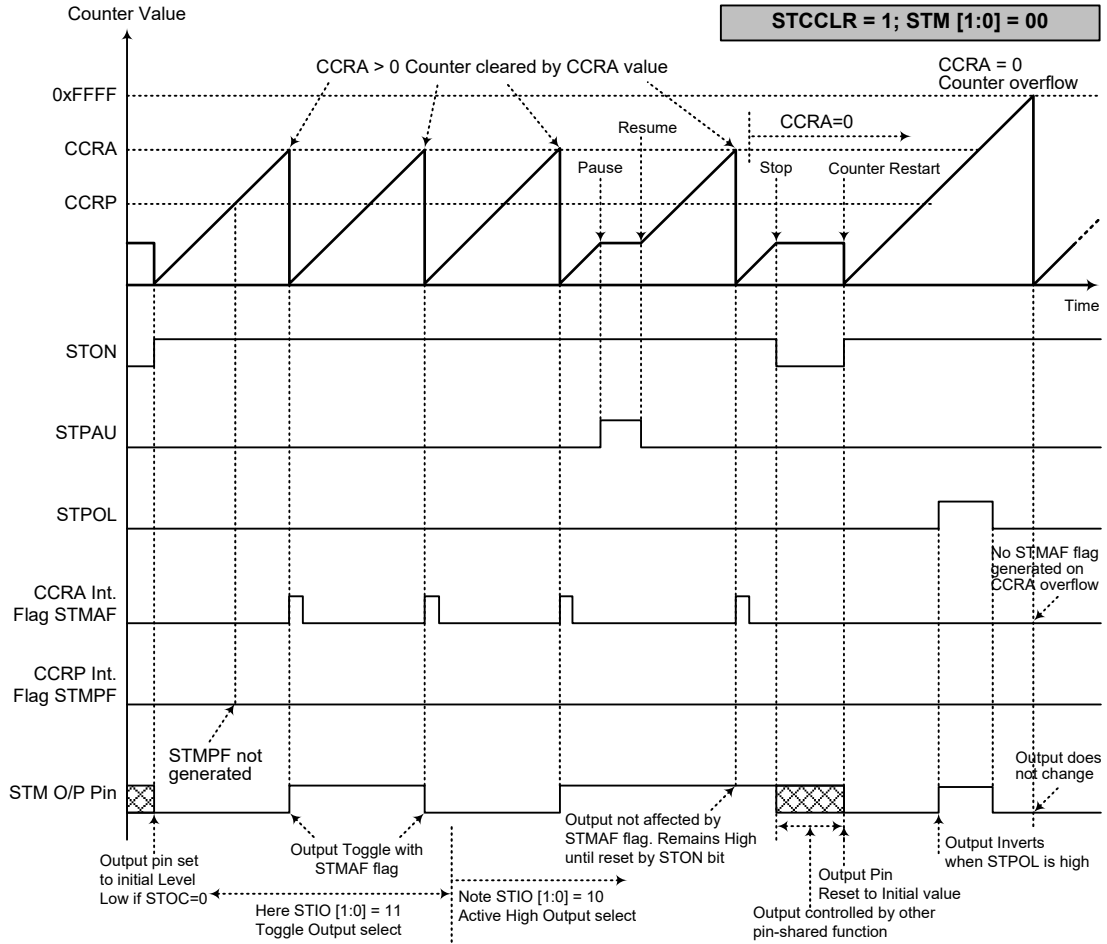 Counter Value
STCCLR = 1; STM [1:0] = 00
CCRA > 0 Counter cleared by CCRA value
CCRA = 0
Counter overflow
0xFFFF
Resume
CCRA=0
CCRA
Pause
Stop
Counter Restart
CCRP
Time
STON
STPAU
STPOL
No STMAF flag
generated on
CCRA overflow
CCRA Int.
Flag STMAF
CCRP Int.
Flag STMPF
STMPF not
generated
Output does
not change
STM O/P Pin
Output pin set
to initial Level
Low if STOC=0
Output Toggle with
STMAF flag
Output not affected by
STMAF flag. Remains High
until reset by STON bit
Output Inverts
when STPOL is high
Output Pin
Reset to Initial value
Here STIO [1:0] = 11
Toggle Output select
Note STIO [1:0] = 10
Active High Output select
Output controlled by other
pin-shared function